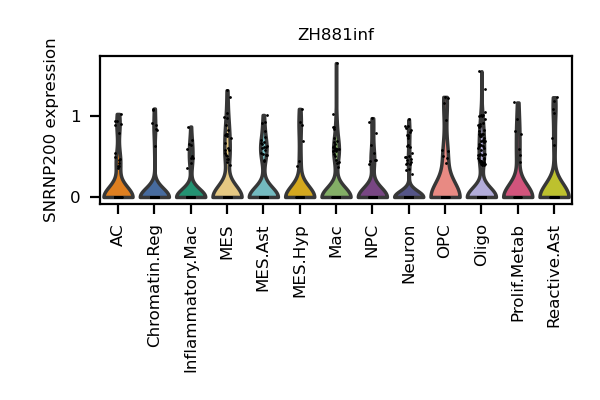 ZH881inf
SNRNP200 expression
1
0
AC
Chromatin.Reg
Inflammatory.Mac
MES
MES.Ast
MES.Hyp
Mac
NPC
Neuron
OPC
Oligo
Prolif.Metab
Reactive.Ast